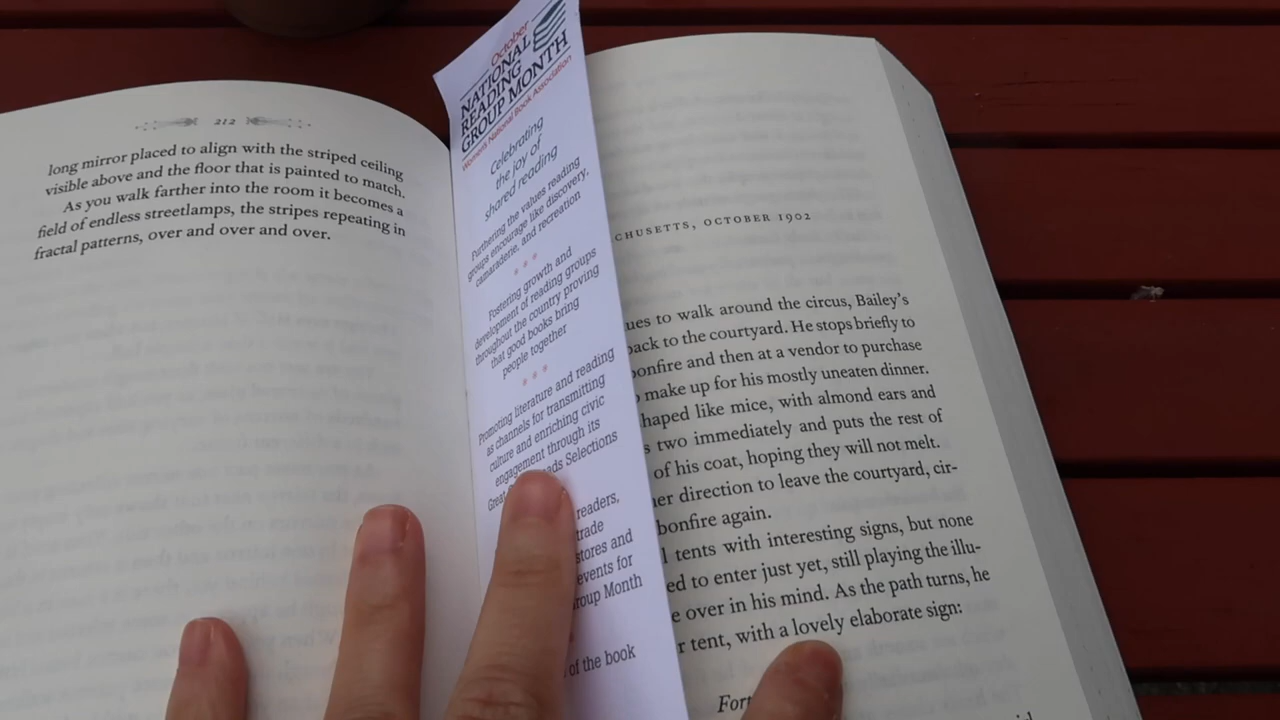 212
long mirror placed to align with the striped ceiling
visible above and the floor that is painted to match.
As you walk farther into the room it becomes a
field of endless streetlamps, the stripes repeating in
fractal patterns, over and over and over.
October
NATIONAL
READING
GROUP MONTH
Women's National Book Association
Celebrating
the joy of
shared reading
Furthering the values reading
groups encourage like discovery,
camaraderie, and recreation
Fostering growth and
development of reading groups
throughout the country proving
that good books bring
people together
Promoting literature and reading
as channels for transmitting
culture and enriching civic
engagement through its
Great Selections
readers,
trade
stores and
events for
Group Month
of the book
CHUSETTS, OCTOBER 1902
ues to walk around the circus, Bailey's
back to the courtyard. He stops briefly to
bonfire and then at a vendor to purchase
make up for his mostly uneaten dinner.
haped like mice, with almond ears and
s two immediately and puts the rest of
of his coat, hoping they will not melt.
er direction to leave the courtyard, cir-
bonfire again.
l tents with interesting signs, but none
ed to enter just yet, still playing the illu-
e over in his mind. As the path turns, he
r tent, with a lovely elaborate sign:
Fort